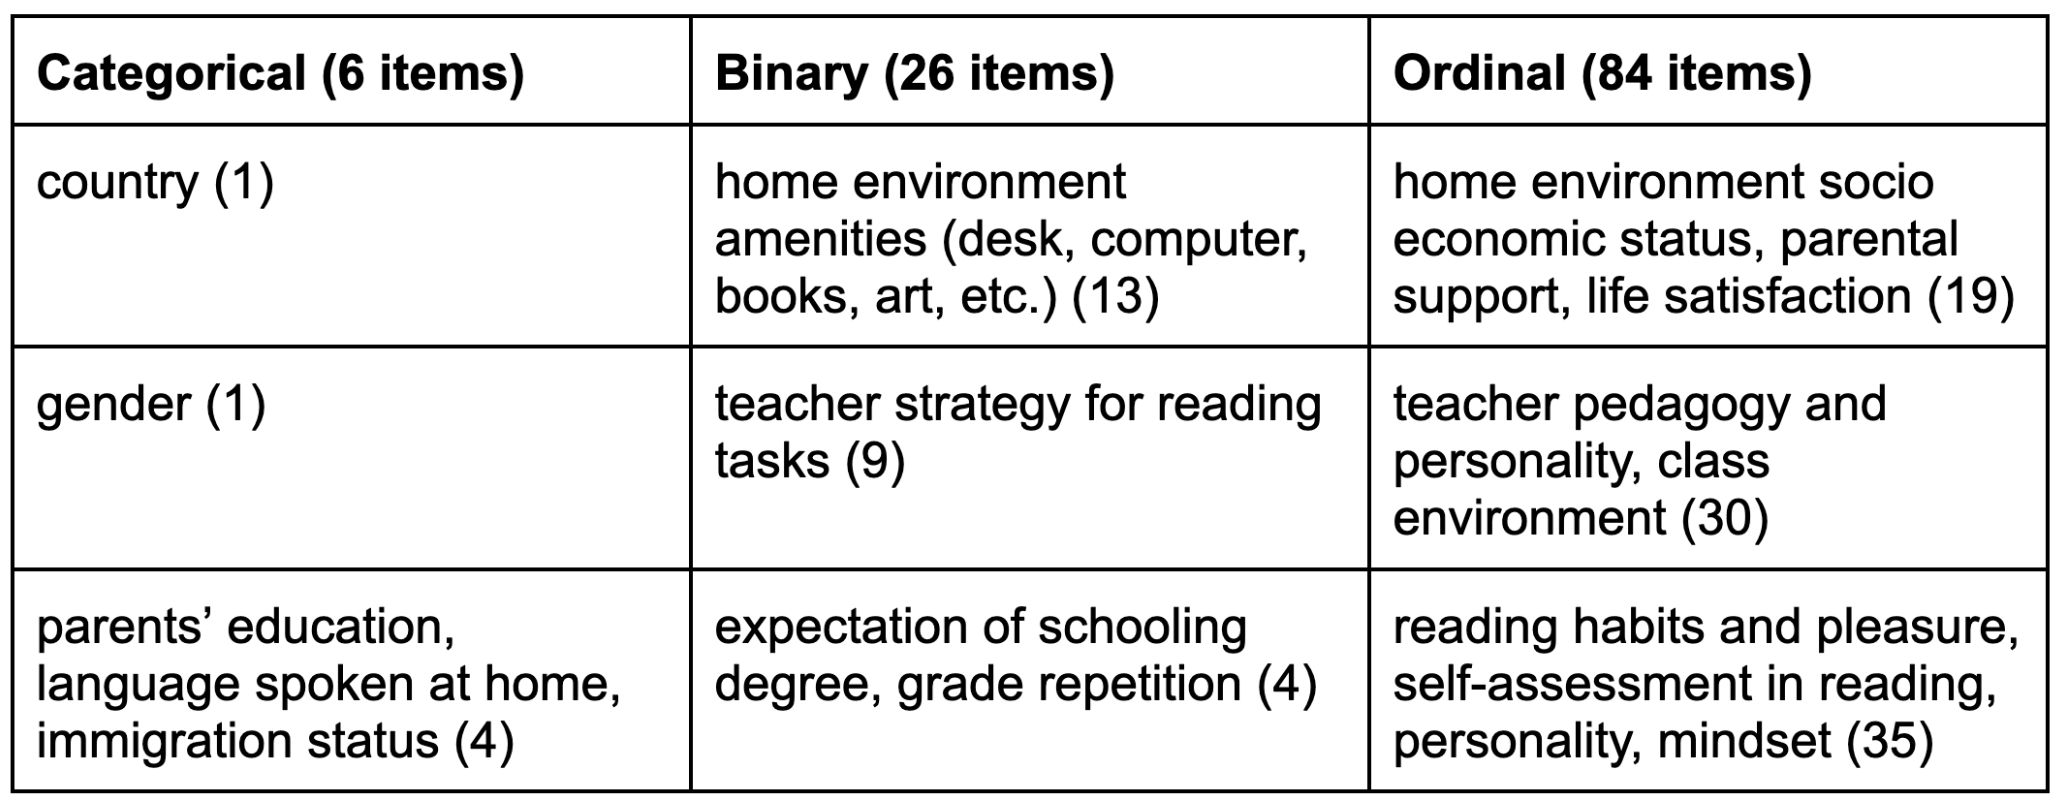 Categorical (6 items)
Binary (26 items)
Ordinal (84 items)
country (1)
home environment
amenities (desk, computer,
books, art, etc.) (13)
home environment socio
economic status, parental
support, life satisfaction (19)
gender (1)
teacher strategy for reading
tasks (9)
teacher pedagogy and
personality, class
environment (30)
parents’ education,
language spoken at home,
immigration status (4)
expectation of schooling
degree, grade repetition (4)
reading habits and pleasure,
self-assessment in reading,
personality, mindset (35)